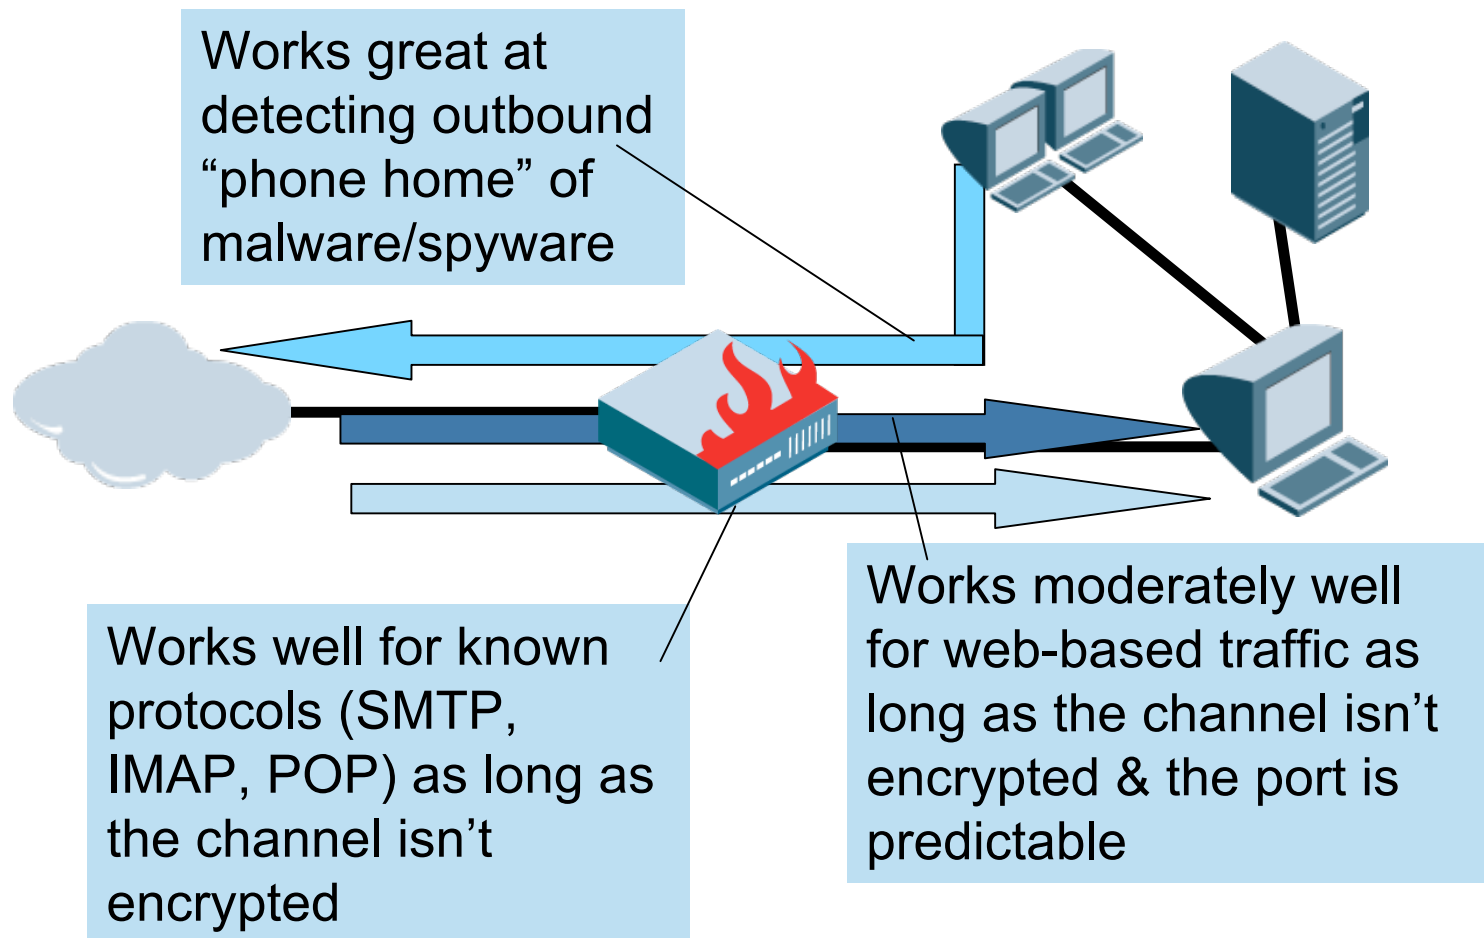 Works great at
detecting outbound
“phone home” of
malware/spyware
Works well for known
protocols (SMTP,
IMAP, POP) as long as
the channel isn’t
encrypted
Works moderately well
for web-based traffic as
long as the channel isn’t
encrypted & the port is
predictable